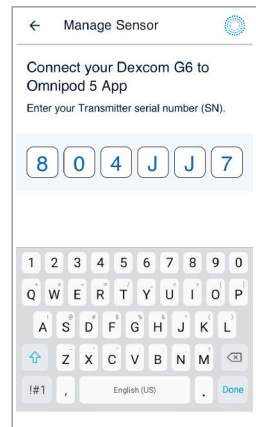 ← Manage Sensor
Connect your Dexcom G6 to
Omnipod 5 App
Enter your Transmitter serial number (SN).
8 0 4 J J 7
1 2 3 4 5 6 7 8 9 0
Q W E R T Y U I O P
A S D F G H J K L
Z X C V B N M
!#1 , English (US) . Done